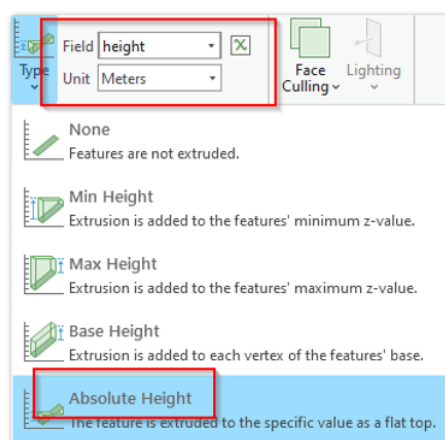 Field height
Type
Unit Meters
Face Culling
Lighting
None
Features are not extruded.
Min Height
Extrusion is added to the features' minimum z-value.
Max Height
Extrusion is added to the features' maximum z-value.
Base Height
Extrusion is added to each vertex of the features' base.
Absolute Height
The feature is extruded to the specific value as a flat top.